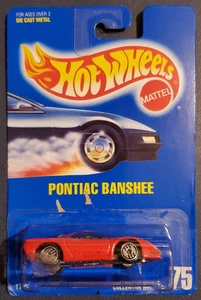 FOR AGES OVER 3
DIE CAST METAL
Hot Wheels
MATTEL
PONTIAC BANSHEE
75